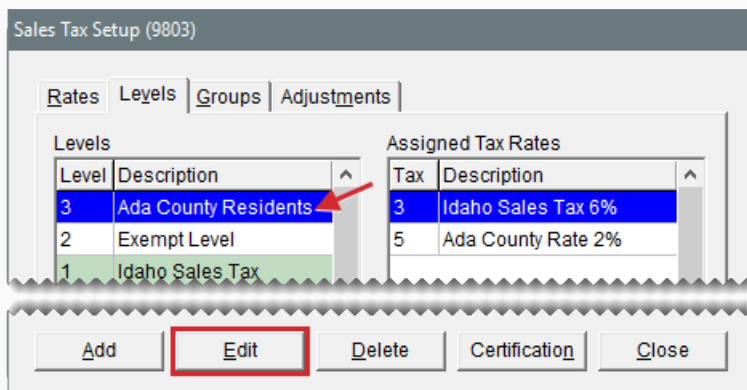 Sales Tax Setup (9803)
Rates Levels Groups Adjustments
Levels Assigned Tax Rates
Level Description Tax Description
3 Ada County Residents 3 Idaho Sales Tax 6%
2 Exempt Level 5 Ada County Rate 2%
1 Idaho Sales Tax
Add Edit Delete Certification Close